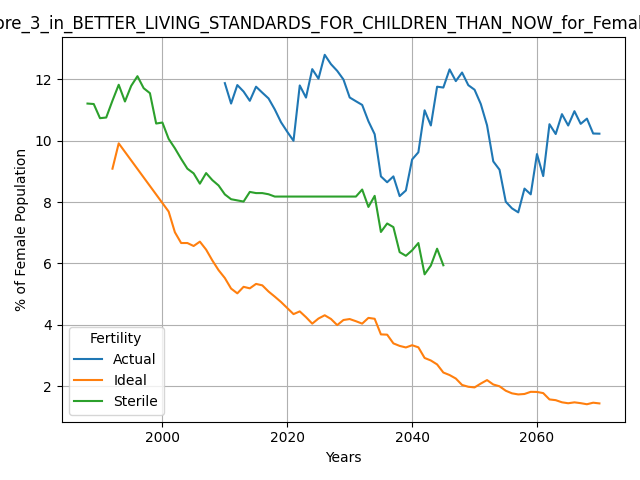 ore_3_in_BETTER_LIVING_STANDARDS_FOR_CHILDREN_THAN_NOW_for_Femal
% of Female Population
12
10
8
6
4
2
Fertility
Actual
Ideal
Sterile
2000
2020
2040
2060
Years